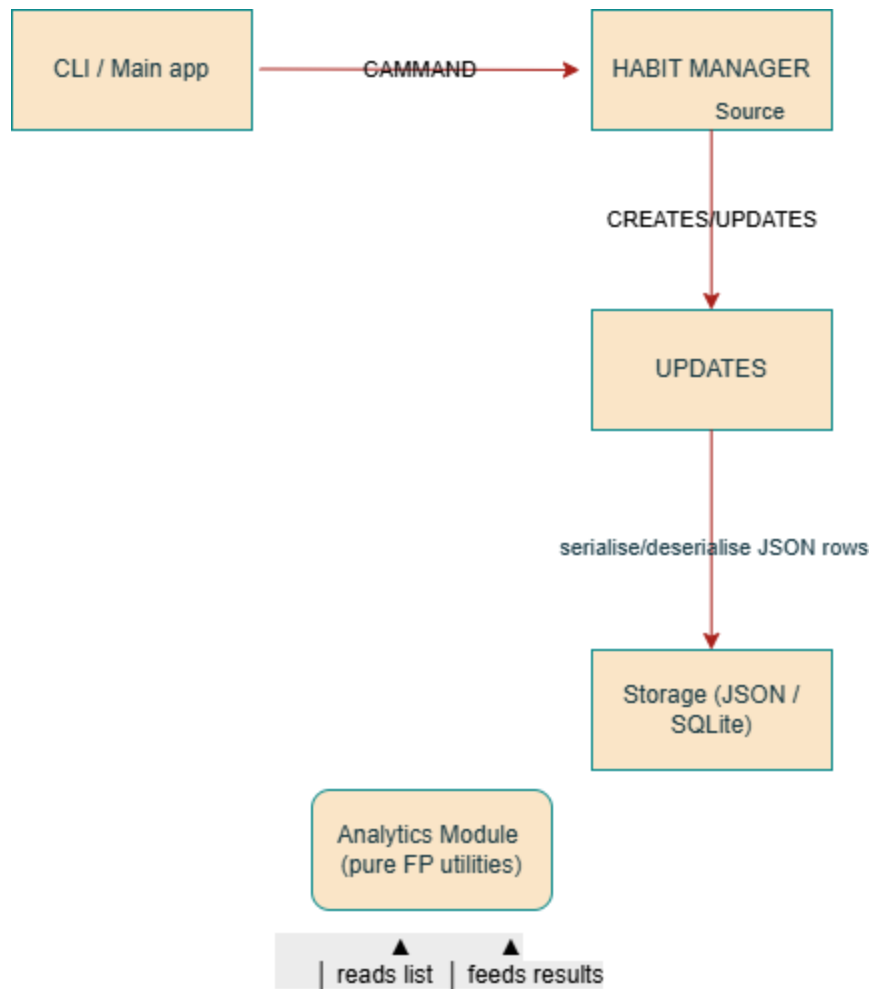 CLI / Main app
CAMMAND
HABIT MANAGER
Source
CREATES/UPDATES
UPDATES
serialise/deserialise JSON rows
Storage (JSON /
SQLite)
Analytics Module
(pure FP utilities)
▲ ▲
│ reads list │ feeds results